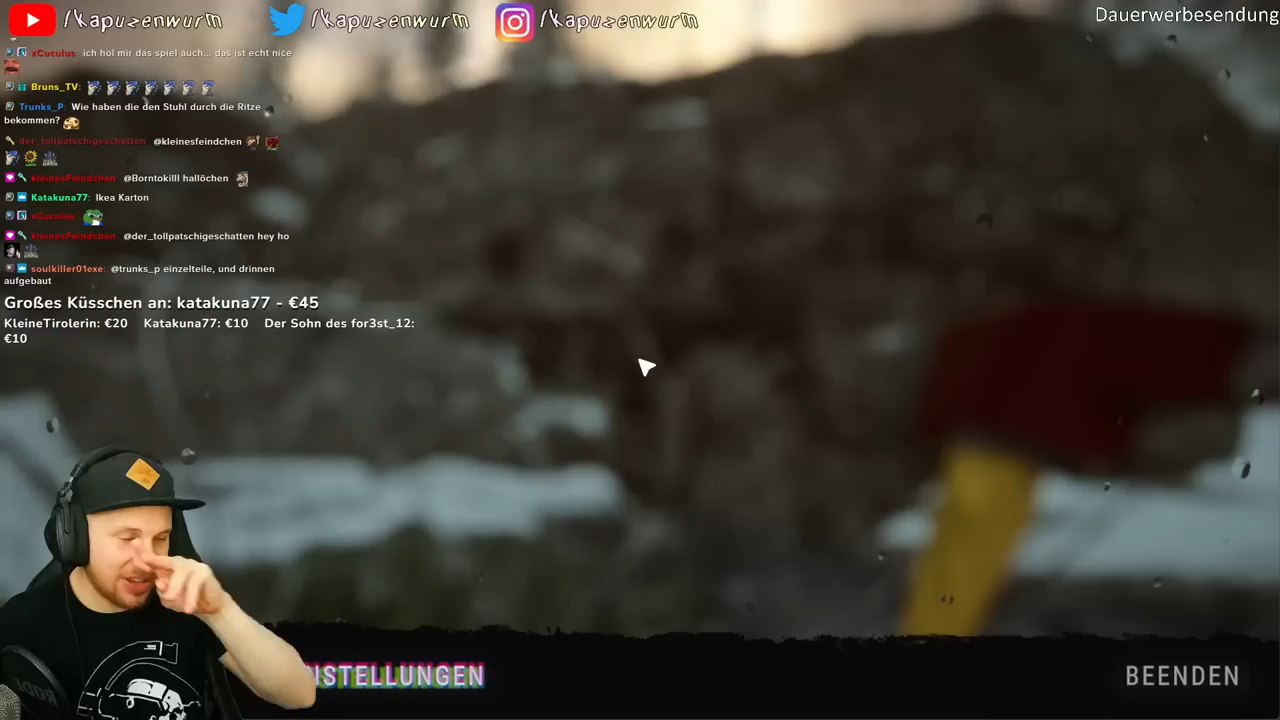 /kapuzenwurm /kapuzenwurm /kapuzenwurm Dauerwerbesendung
xCuculus: ich hol mir das spiel auch... das ist echt nice
Bruns_TV:
Trunks_P: Wie haben die den Stuhl durch die Ritze
bekommen?
der_tollpatschigeschatten @kleinesfeindchen
kleinesFeindchen @Borntokilll hallöchen
Katakuna77: Ikea Karton
xCuculus
kleinesFeindchen @der_tollpatschigeschatten hey ho
soulkiller01exe: @trunks_p einzelteile, und drinnen
aufgebaut
Großes Küsschen an: katakuna77 - €45
KleineTirolerin: €20 Katakuna77: €10 Der Sohn des for3st_12:
€10
RODE
NSTELLUNGEN BEENDEN